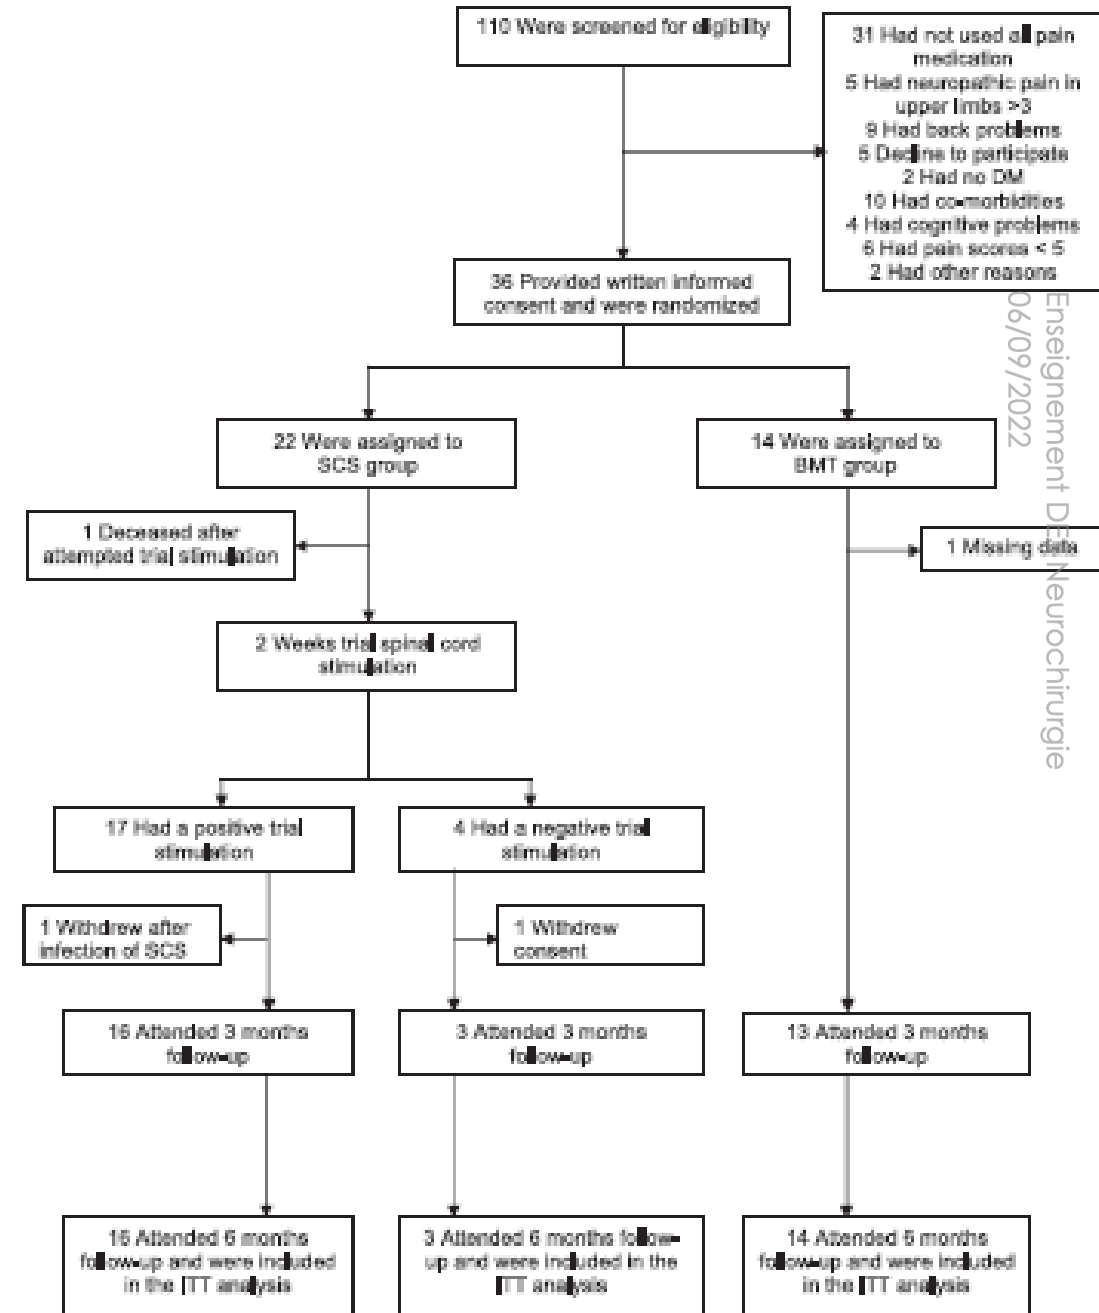 110 Were screened for eligibility
31 Had not used all pain
medication
5 Had neuropathic pain in
upper limbs >3
9 Had back problems
5 Decline to participate
2 Had no DM
10 Had co-morbidities
4 Had cognitive problems
6 Had pain scores < 5
2 Had other reasons
36 Provided written informed
consent and were randomized
22 Were assigned to
SCS group
14 Were assigned to
BMT group
1 Deceased after
attempted trial stimulation
1 Missing data
2 Weeks trial spinal cord
stimulation
17 Had a positive trial
stimulation
4 Had a negative trial
stimulation
1 Withdrew after
infection of SCS
1 Withdrew
consent
16 Attended 3 months
follow-up
3 Attended 3 months
follow-up
13 Attended 3 months
follow-up
16 Attended 6 months
follow-up and were included
in the ITT analysis
3 Attended 6 months follow-
up and were included in the
ITT analysis
14 Attended 6 months
follow-up and were included
in the ITT analysis
Enseignement DES Neurochirurgie
06/09/2022